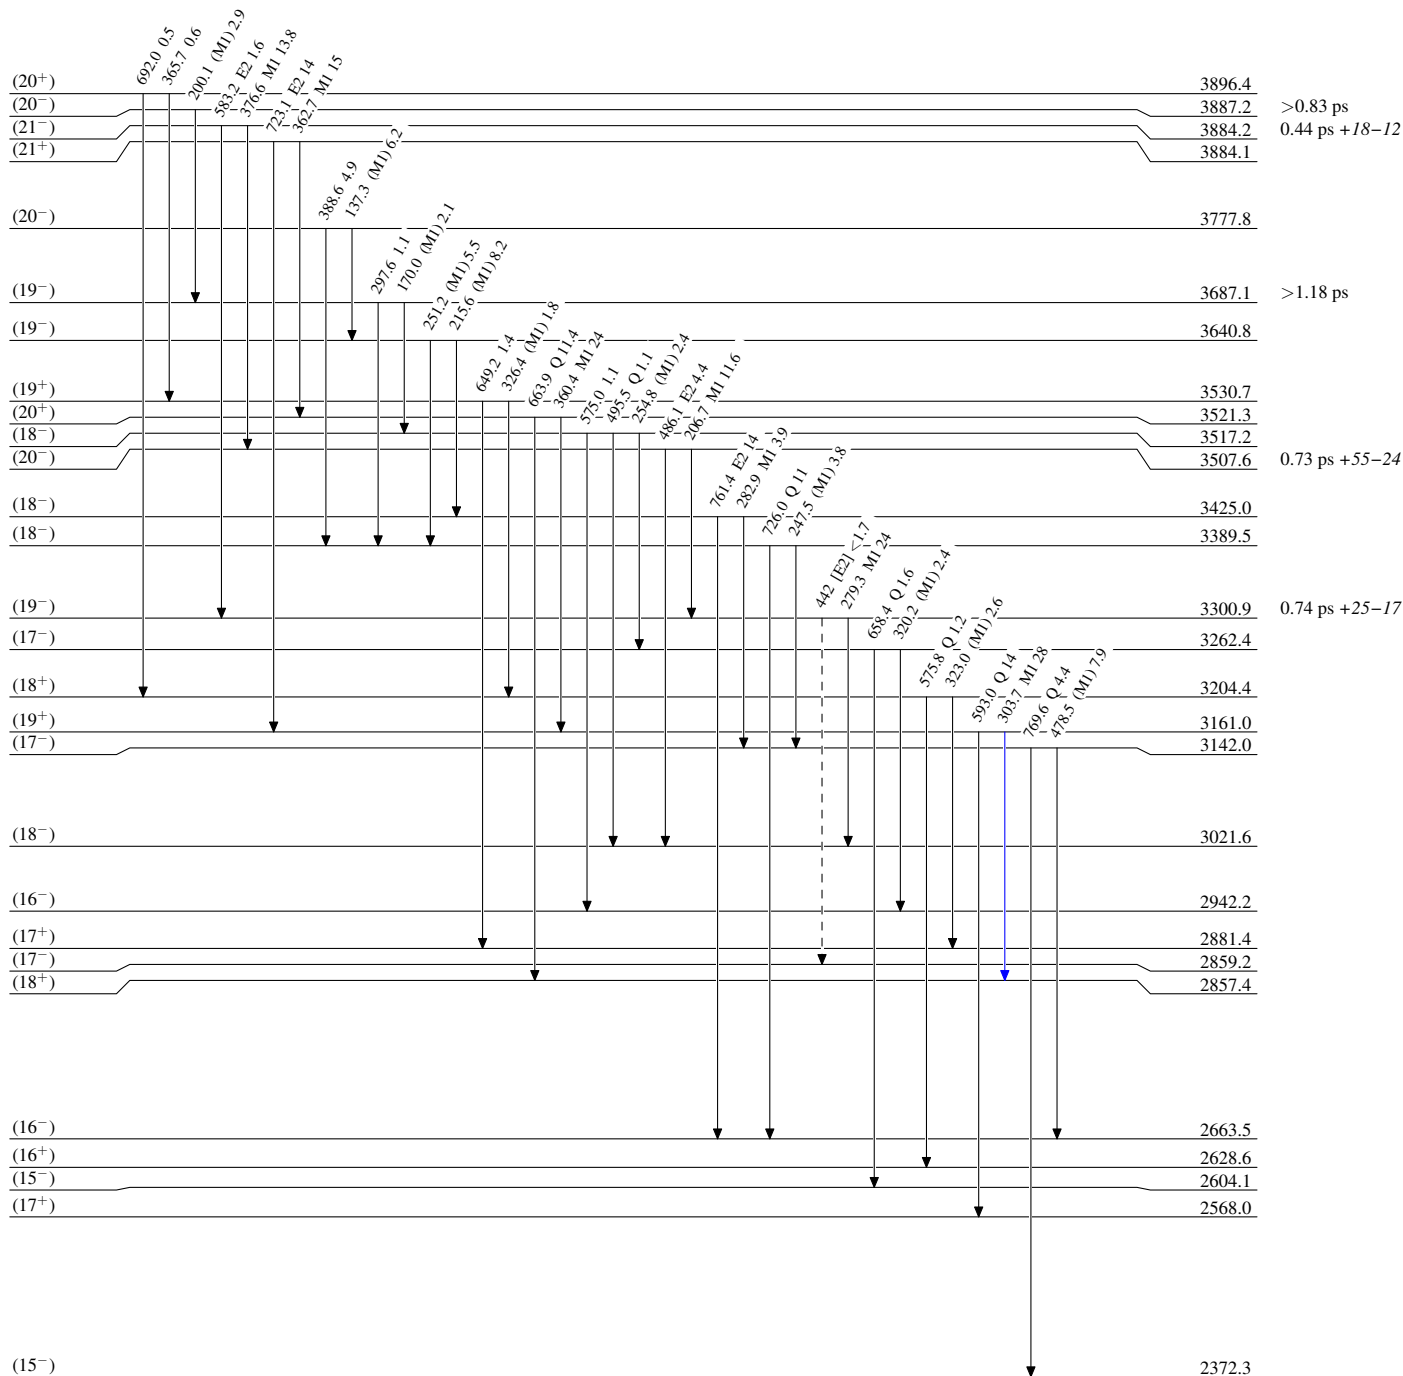 692.0 0.5
365.7 0.6
200.1 (M1) 2.9
583.2 E2 1.6
376.6 M1 13.8
723.1 E2 14
362.7 M1 15
(20⁺) 3896.4
(20⁻) 3887.2 >0.83 ps
(21⁻) 3884.2 0.44 ps +18−12
(21⁺) 3884.1
388.6 4.9
137.3 (M1) 6.2
(20⁻) 3777.8
297.6 1.1
170.0 (M1) 2.1
(19⁻) 3687.1 >1.18 ps
251.2 (M1) 5.5
215.6 (M1) 8.2
(19⁻) 3640.8
649.2 1.4
326.4 (M1) 1.8
663.9 Q 11.4
360.4 M1 24
575.0 1.1
495.5 Q 1.1
254.8 (M1) 2.4
486.1 E2 4.4
206.7 M1 11.6
(19⁺) 3530.7
(20⁺) 3521.3
(18⁻) 3517.2
(20⁻) 3507.6 0.73 ps +55−24
761.4 E2 14
282.9 M1 3.9
726.0 Q 11
247.5 (M1) 3.8
(18⁻) 3425.0
(18⁻) 3389.5
442 [E2] <1.7
279.3 M1 24
(19⁻) 3300.9 0.74 ps +25−17
658.4 Q 1.6
320.2 (M1) 2.4
(17⁻) 3262.4
575.8 Q 1.2
323.0 (M1) 2.6
(18⁺) 3204.4
593.0 Q 14
303.7 M1 28
769.6 Q 4.4
478.5 (M1) 7.9
(19⁺) 3161.0
(17⁻) 3142.0
(18⁻) 3021.6
(16⁻) 2942.2
(17⁺) 2881.4
(17⁻) 2859.2
(18⁺) 2857.4
(16⁻) 2663.5
(16⁺) 2628.6
(15⁻) 2604.1
(17⁺) 2568.0
(15⁻) 2372.3